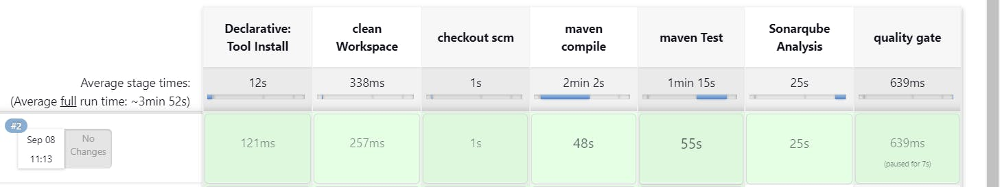 Declarative: Tool Install
clean Workspace
checkout scm
maven compile
maven Test
Sonarqube Analysis
quality gate
Average stage times:
12s
338ms
1s
2min 2s
1min 15s
25s
639ms
(Average full run time: ~3min 52s)
#2
Sep 08
11:13
No
Changes
121ms
257ms
1s
48s
55s
25s
639ms
(paused for 7s)